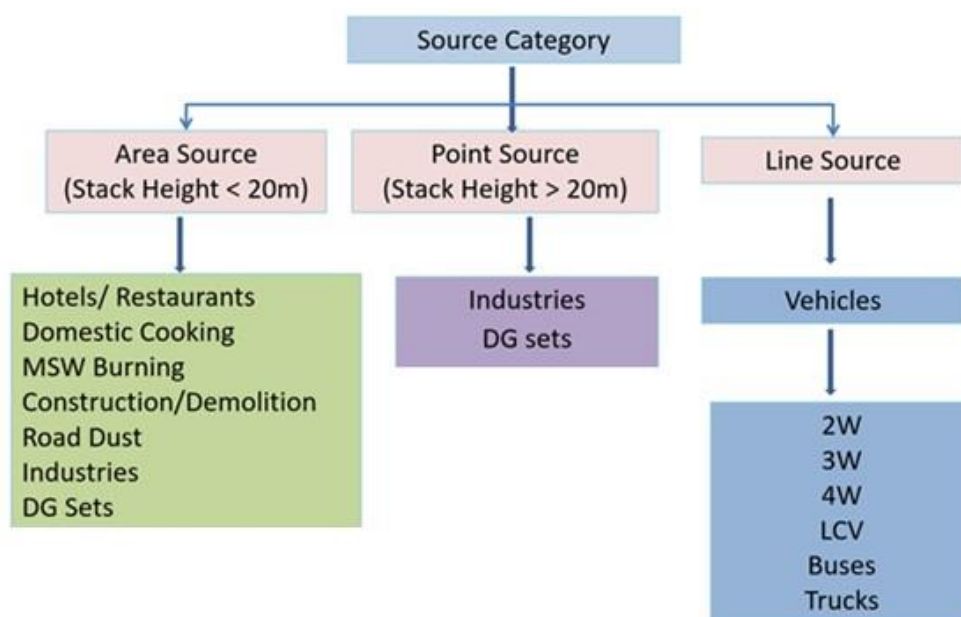 Source Category
Area Source
(Stack Height < 20m)
Hotels/ Restaurants
Domestic Cooking
MSW Burning
Construction/Demolition
Road Dust
Industries
DG Sets
Point Source
(Stack Height > 20m)
Industries
DG sets
Line Source
Vehicles
2W
3W
4W
LCV
Buses
Trucks